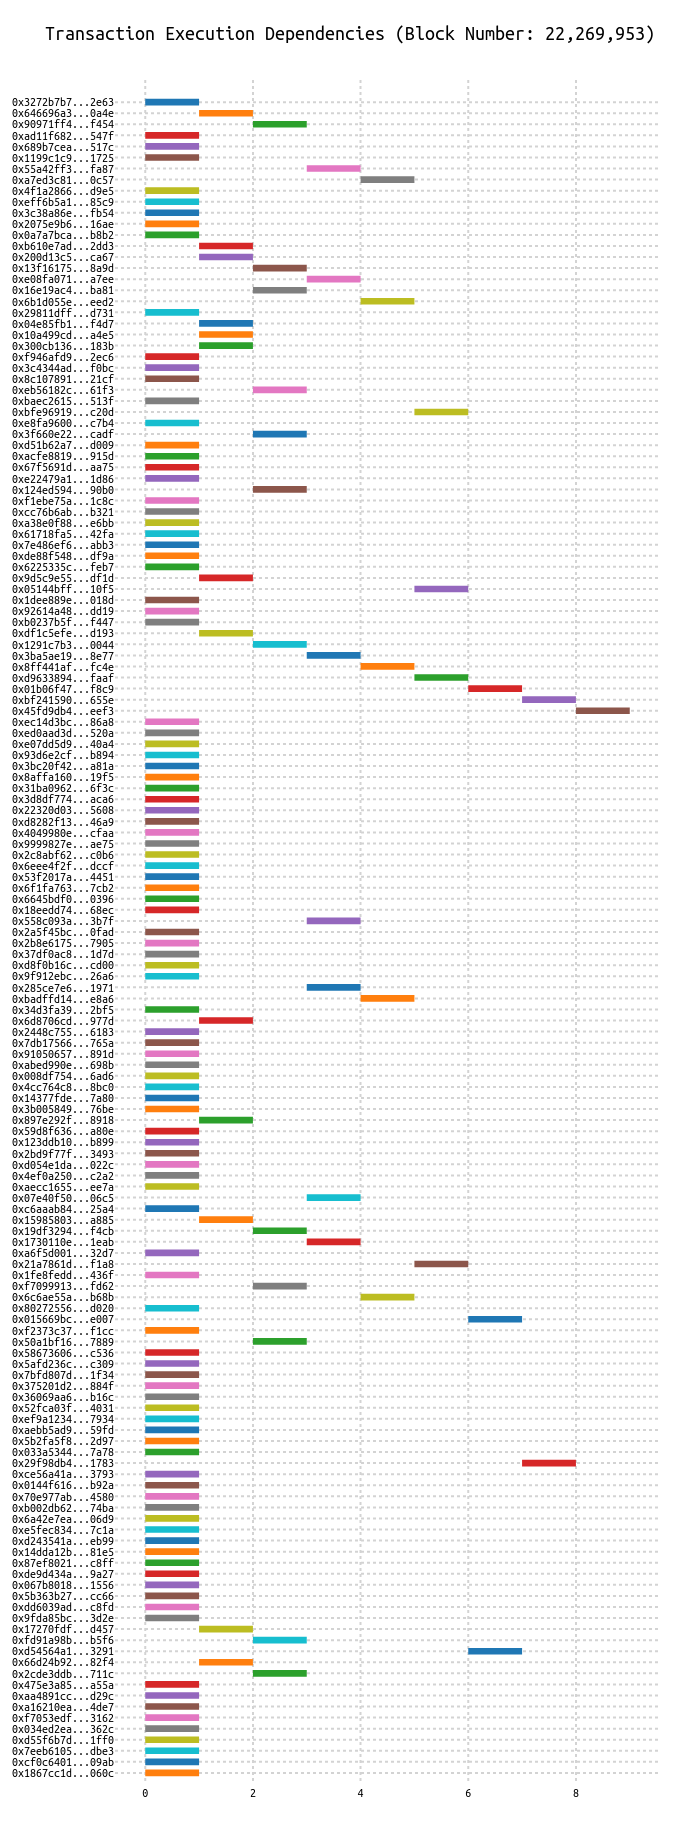 Transaction Execution Dependencies (Block Number: 22,269,953)
0x3272b7b7...2e63
0x646696a3...0a4e
0x90971ff4...f454
0xad11f682...547f
0x689b7cea...517c
0x1199c1c9...1725
0x55a42ff3...fa87
0xa7ed3c81...0c57
0x4f1a2866...d9e5
0xeff6b5a1...85c9
0x3c38a86e...fb54
0x2075e9b6...16ae
0x0a7a7bca...b8b2
0xb610e7ad...2dd3
0x200d13c5...ca67
0x13f16175...8a9d
0xe08fa071...a7ee
0x16e19ac4...ba81
0x6b1d055e...eed2
0x29811dff...d731
0x04e85fb1...f4d7
0x10a499cd...a4e5
0x300cb136...183b
0xf946afd9...2ec6
0x3c4344ad...f0bc
0x8c107891...21cf
0xeb56182c...61f3
0xbaec2615...513f
0xbfe96919...c20d
0xe8fa9600...c7b4
0x3f660e22...cadf
0xd51b62a7...d009
0xacfe8819...915d
0x67f5691d...aa75
0xe22479a1...1d86
0x124ed594...90b0
0xf1ebe75a...1c8c
0xcc76b6ab...b321
0xa38e0f88...e6bb
0x61718fa5...42fa
0x7e486ef6...abb3
0xde88f548...df9a
0x6225335c...feb7
0x9d5c9e55...df1d
0x05144bff...10f5
0x1dee889e...018d
0x92614a48...dd19
0xb0237b5f...f447
0xdf1c5efe...d193
0x1291c7b3...0044
0x3ba5ae19...8e77
0x8ff441af...fc4e
0xd9633894...faaf
0x01b06f47...f8c9
0xbf241590...655e
0x45fd9db4...eef3
0xec14d3bc...86a8
0xed0aad3d...520a
0xe07dd5d9...40a4
0x93d6e2cf...b894
0x3bc20f42...a81a
0x8affa160...19f5
0x31ba0962...6f3c
0x3d8df774...aca6
0x22320d03...5608
0xd8282f13...46a9
0x4049980e...cfaa
0x9999827e...ae75
0x2c8abf62...c0b6
0x6eee4f2f...dccf
0x53f2017a...4451
0x6f1fa763...7cb2
0x6645bdf0...0396
0x18eedd74...68ec
0x558c093a...3b7f
0x2a5f45bc...0fad
0x2b8e6175...7905
0x37df0ac8...1d7d
0xd8f0b16c...cd00
0x9f912ebc...26a6
0x285ce7e6...1971
0xbadffd14...e8a6
0x34d3fa39...2bf5
0x6d8706cd...977d
0x2448c755...6183
0x7db17566...765a
0x91050657...891d
0xabed990e...698b
0x008df754...6ad6
0x4cc764c8...8bc0
0x14377fde...7a80
0x3b005849...76be
0x897e292f...8918
0x59d8f636...a80e
0x123ddb10...b899
0x2bd9f77f...3493
0xd054e1da...022c
0x4ef0a250...c2a2
0xaecc1655...ee7a
0x07e40f50...06c5
0xc6aaab84...25a4
0x15985803...a885
0x19df3294...f4cb
0x1730110e...1eab
0xa6f5d001...32d7
0x21a7861d...f1a8
0x1fe8fedd...436f
0xf7099913...fd62
0x6c6ae55a...b68b
0x80272556...d020
0x015669bc...e007
0xf2373c37...f1cc
0x50a1bf16...7889
0x58673606...c536
0x5afd236c...c309
0x7bfd807d...1f34
0x375201d2...884f
0x36069aa6...b16c
0x52fca03f...4031
0xef9a1234...7934
0xaebb5ad9...59fd
0x5b2fa5f8...2d97
0x033a5344...7a78
0x29f98db4...1783
0xce56a41a...3793
0x0144f616...b92a
0x70e977ab...4580
0xb002db62...74ba
0x6a42e7ea...06d9
0xe5fec834...7c1a
0xd243541a...eb99
0x14dda12b...81e5
0x87ef8021...c8ff
0xde9d434a...9a27
0x067b8018...1556
0x5b363b27...cc66
0xdd6039ad...c8fd
0x9fda85bc...3d2e
0x17270fdf...d457
0xfd91a98b...b5f6
0xd54564a1...3291
0x66d24b92...82f4
0x2cde3ddb...711c
0x475e3a85...a55a
0xaa4891cc...d29c
0xa16210ea...4de7
0xf7053edf...3162
0x034ed2ea...362c
0xd55f6b7d...1ff0
0x7eeb6105...dbe3
0xcf0c6401...09ab
0x1867cc1d...060c
0 2 4 6 8